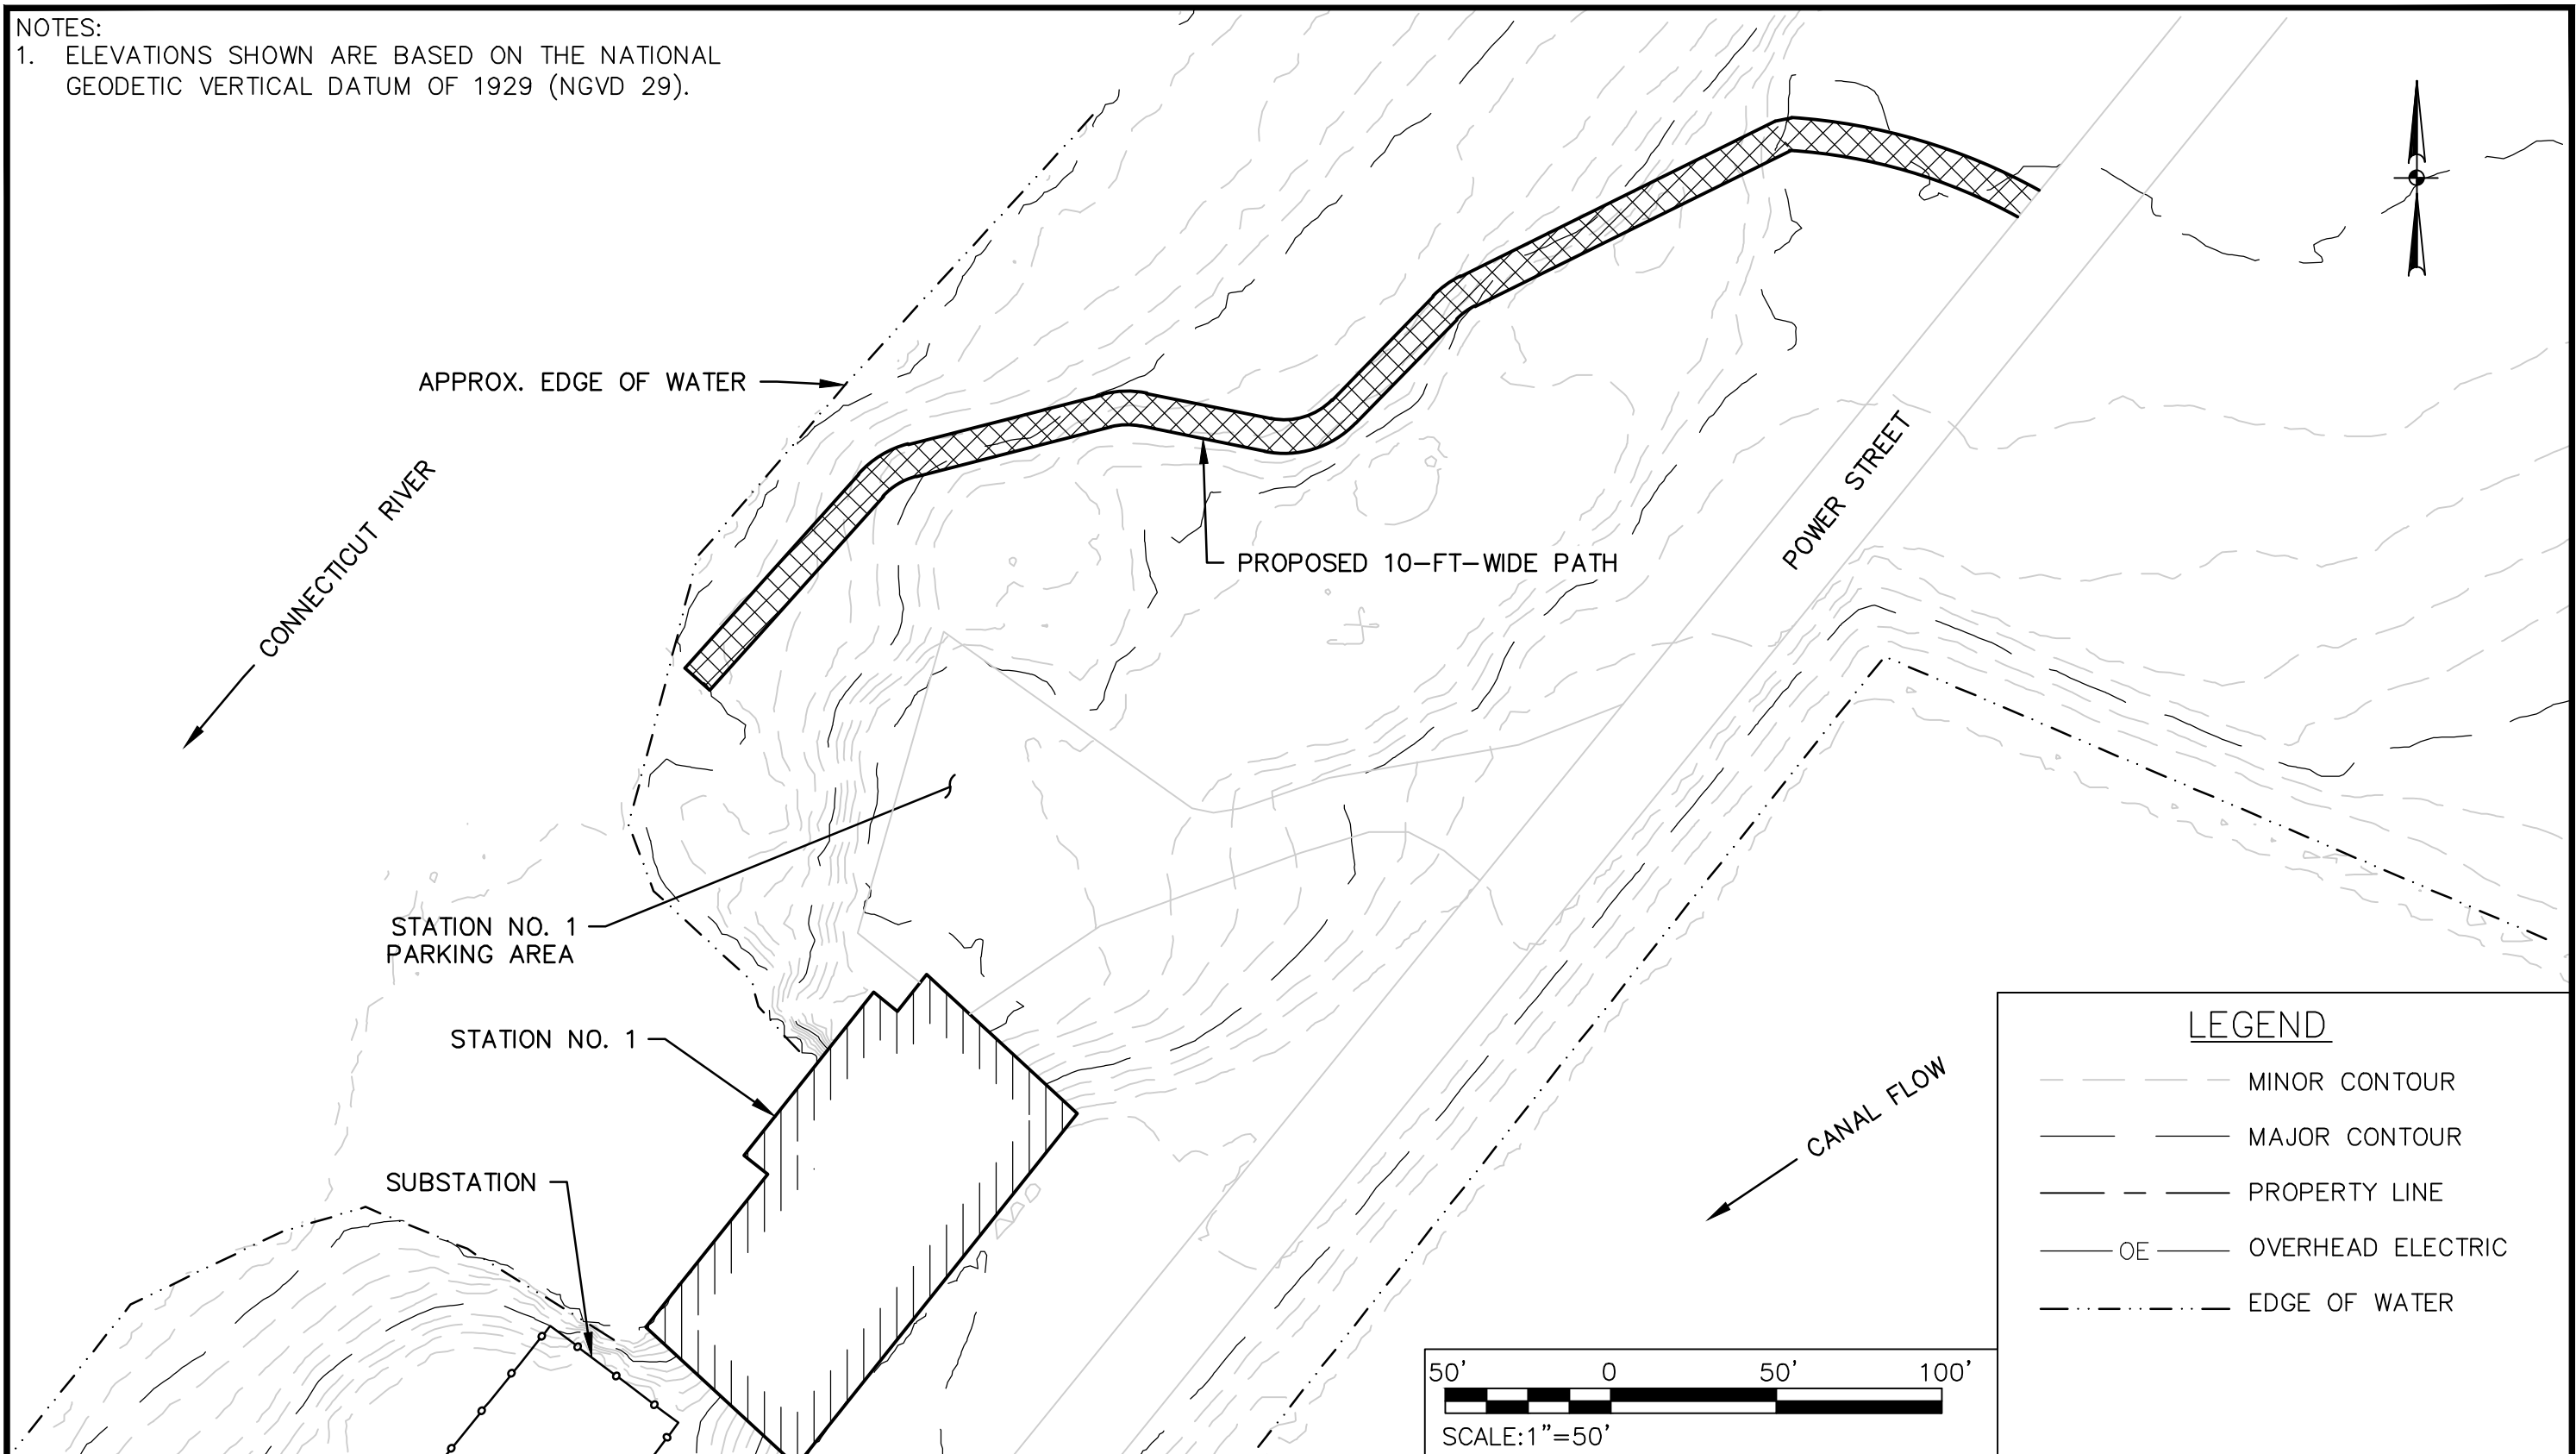 NOTES:
1. ELEVATIONS SHOWN ARE BASED ON THE NATIONAL
GEODETIC VERTICAL DATUM OF 1929 (NGVD 29).
APPROX. EDGE OF WATER
CONNECTICUT RIVER
POWER STREET
PROPOSED 10-FT-WIDE PATH
STATION NO. 1
PARKING AREA
STATION NO. 1
SUBSTATION
CANAL FLOW
LEGEND
MINOR CONTOUR
MAJOR CONTOUR
PROPERTY LINE
OE OVERHEAD ELECTRIC
EDGE OF WATER
50' 0 50' 100'
SCALE:1"=50'